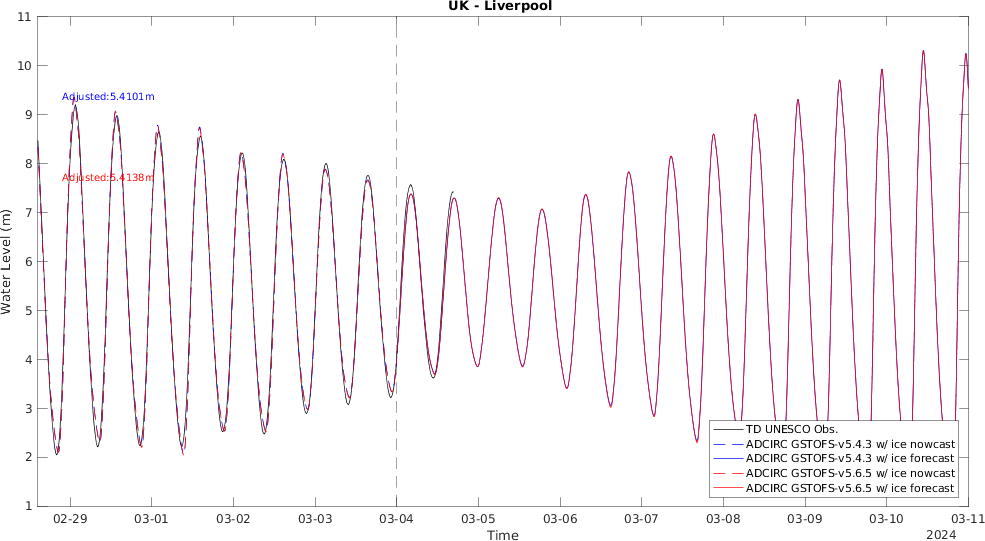 UK - Liverpool
11
10
9
8
7
6
5
4
3
2
1
Water Level (m)
Adjusted:5.4101m
Adjusted:5.4138m
TD UNESCO Obs.
ADCIRC GSTOFS-v5.4.3 w/ ice nowcast
ADCIRC GSTOFS-v5.4.3 w/ ice forecast
ADCIRC GSTOFS-v5.6.5 w/ ice nowcast
ADCIRC GSTOFS-v5.6.5 w/ ice forecast
02-29 03-01 03-02 03-03 03-04 03-05 03-06 03-07 03-08 03-09 03-10 03-11
Time
2024